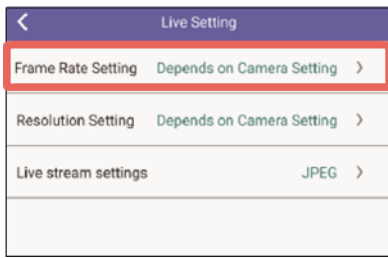 Live Setting
Frame Rate Setting Depends on Camera Setting
Resolution Setting Depends on Camera Setting
Live stream settings JPEG